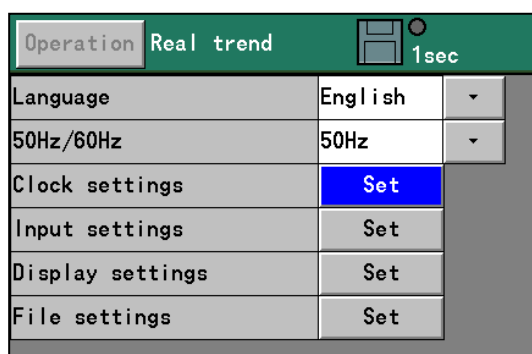 Operation Real trend 1sec
Language English
50Hz/60Hz 50Hz
Clock settings Set
Input settings Set
Display settings Set
File settings Set